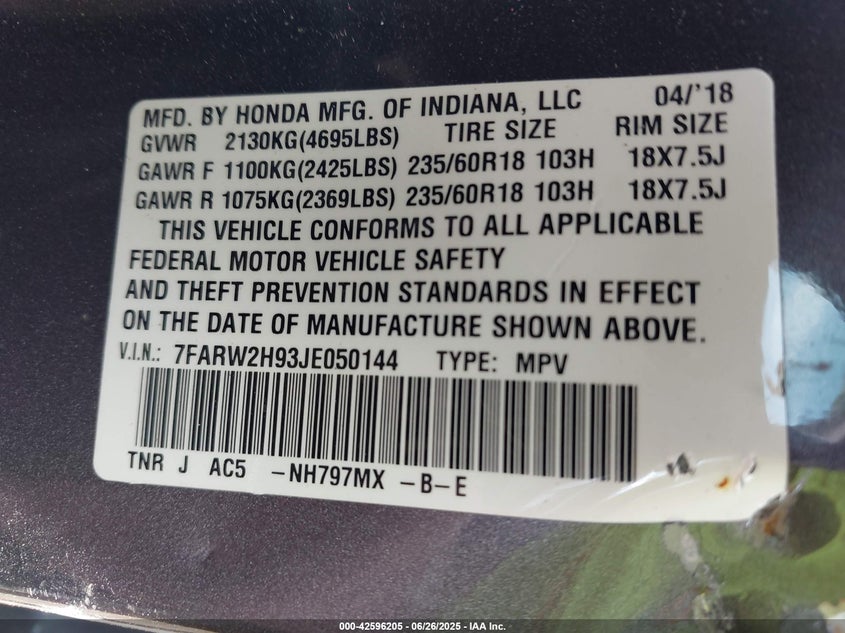 MFD. BY HONDA MFG. OF INDIANA, LLC 04/'18
GVWR 2130KG(4695LBS) TIRE SIZE RIM SIZE
GAWR F 1100KG(2425LBS) 235/60R18 103H 18X7.5J
GAWR R 1075KG(2369LBS) 235/60R18 103H 18X7.5J
THIS VEHICLE CONFORMS TO ALL APPLICABLE
FEDERAL MOTOR VEHICLE SAFETY
AND THEFT PREVENTION STANDARDS IN EFFECT
ON THE DATE OF MANUFACTURE SHOWN ABOVE.
V.I.N.: 7FARW2H93JE050144 TYPE: MPV
TNR J AC5 -NH797MX -B-E
000-42596205 - 06/26/2025 - IAA Inc.